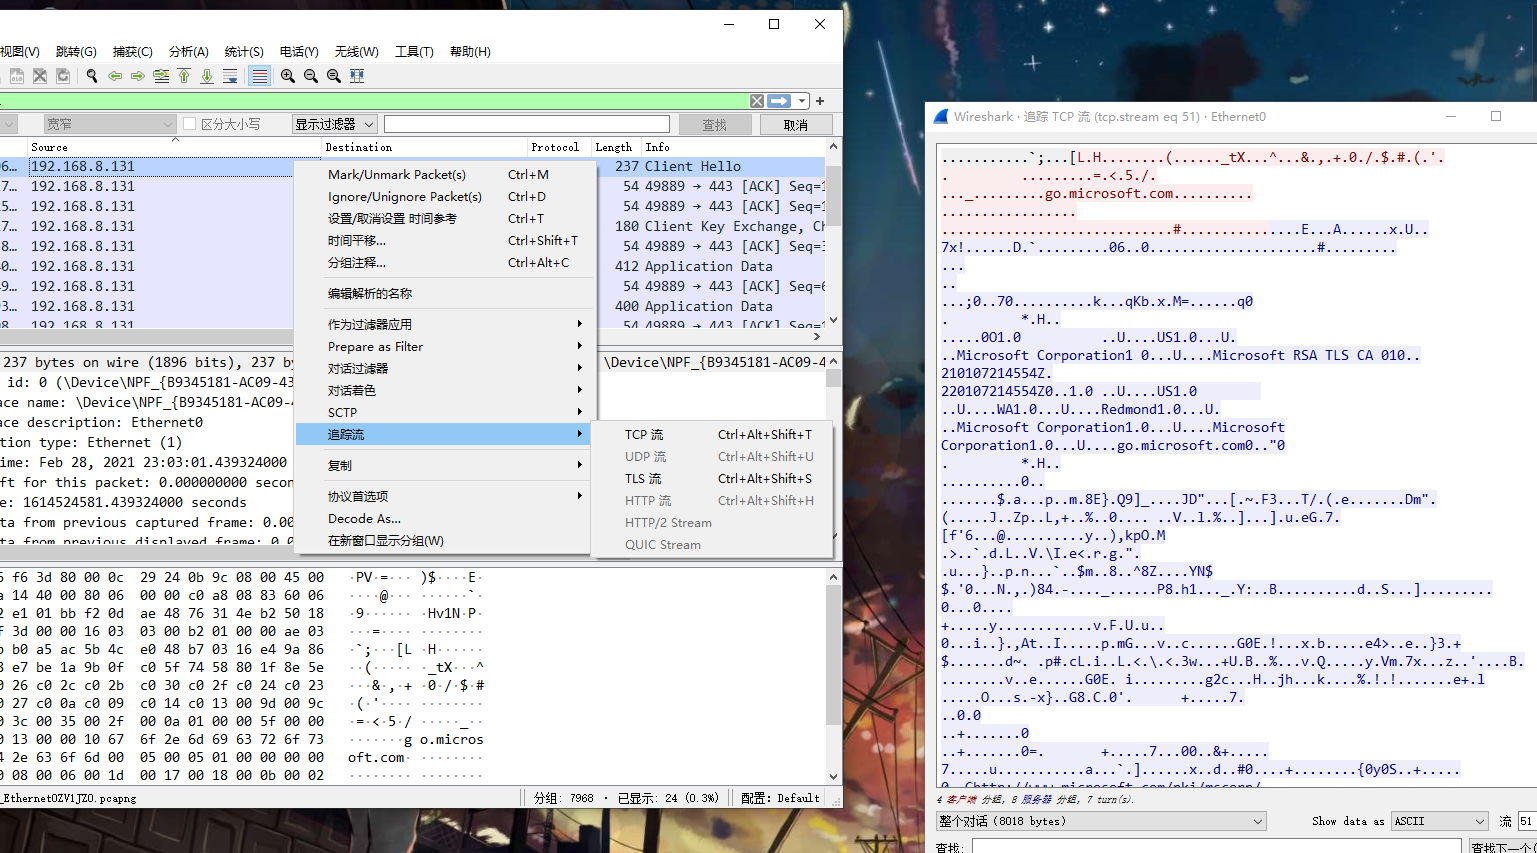 视图(V) 跳转(G) 捕获(C) 分析(A) 统计(S) 电话(Y) 无线(W) 工具(T) 帮助(H)
宽窄 区分大小写 显示过滤器 查找 取消
Source Destination Protocol Length Info
192.168.8.131 237 Client Hello
192.168.8.131 54 49889 → 443 [ACK] Seq=1
192.168.8.131 54 49889 → 443 [ACK] Seq=1
192.168.8.131 180 Client Key Exchange, Ch
192.168.8.131 54 49889 → 443 [ACK] Seq=3
192.168.8.131 412 Application Data
192.168.8.131 54 49889 → 443 [ACK] Seq=6
192.168.8.131 400 Application Data
192.168.8.131 54 49889 → 443 [ACK] Seq=1
Mark/Unmark Packet(s) Ctrl+M
Ignore/Unignore Packet(s) Ctrl+D
设置/取消设置 时间参考 Ctrl+T
时间平移... Ctrl+Shift+T
分组注释... Ctrl+Alt+C
编辑解析的名称
作为过滤器应用
Prepare as Filter
对话过滤器
对话着色
SCTP
追踪流
复制
协议首选项
Decode As...
在新窗口显示分组(W)
TCP 流 Ctrl+Alt+Shift+T
UDP 流 Ctrl+Alt+Shift+U
TLS 流 Ctrl+Alt+Shift+S
HTTP 流 Ctrl+Alt+Shift+H
HTTP/2 Stream
QUIC Stream
237 bytes on wire (1896 bits), 237 by \Device\NPF_{B9345181-AC09-4
id: 0 (\Device\NPF_{B9345181-AC09-43
ace name: \Device\NPF_{B9345181-AC09-
ace description: Ethernet0
tion type: Ethernet (1)
ime: Feb 28, 2021 23:03:01.439324000
ft for this packet: 0.000000000 secon
e: 1614524581.439324000 seconds
ta from previous captured frame: 0.00
ta from previous displayed frame: 0.0
f6 3d 80 00 0c 29 24 0b 9c 08 00 45 00 ·PV·=··· )$····E·
14 40 00 80 06 00 00 c0 a8 08 83 60 06 ····@··· ······`·
e1 01 bb f2 0d ae 48 76 31 4e b2 50 18 ·9······ ·Hv1N·P·
3d 00 00 16 03 03 00 b2 01 00 00 ae 03 ···=···· ········
b0 a5 ac 5b 4c e0 48 b7 03 16 e4 9a 86 ·`;···[L ·H······
e7 be 1a 9b 0f c0 5f 74 58 80 1f 8e 5e ··(····· ·_tX···^
26 c0 2c c0 2b c0 30 c0 2f c0 24 c0 23 ···&·,·+ ·0·/·$·#
27 c0 0a c0 09 c0 14 c0 13 00 9d 00 9c ·(·'···· ········
3c 00 35 00 2f 00 0a 01 00 00 5f 00 00 ·=·<·5·/ ·····_··
13 00 00 10 67 6f 2e 6d 69 63 72 6f 73 ·······g o.micros
2e 63 6f 6d 00 05 00 05 01 00 00 00 00 oft.com· ········
08 00 06 00 1d 00 17 00 18 00 0b 00 02 ········ ········
_Ethernet0ZV1JZ0.pcapng 分组: 7968 · 已显示: 24 (0.3%) 配置: Default
Wireshark · 追踪 TCP 流 (tcp.stream eq 51) · Ethernet0
...........`;...[L.H........(......_tX...^...&.,.+.0./.$.#.(.'.
. .........=.<.5./.
..._.........go.microsoft.com..........
.................
.............................#...............E...A......x.U..
7x!......D.`.........06..0.....................#.........
...
..
...;0..70..........k...qKb.x.M=......q0
. *.H..
.....0O1.0 ..U....US1.0...U.
..Microsoft Corporation1 0...U....Microsoft RSA TLS CA 010..
210107214554Z.
220107214554Z0..1.0 ..U....US1.0
..U....WA1.0...U....Redmond1.0...U.
..Microsoft Corporation1.0...U....Microsoft
Corporation1.0...U....go.microsoft.com0.."0
. *.H..
..........0..
.......$.a...p..m.8E}.Q9]_....JD"...[.~.F3...T/.(.e.......Dm".
(.....J..Zp..L,+..%..0.... ..V..l.%..]...].u.eG.7.
[f'6...@..........y..),kpO.M
.>..`.d.L..V.\I.e<.r.g.".
.u...}..p.n...`..$m..8..^8Z....YN$
$.'0...N.,.)84.-...._......P8.h1..._.Y:..B..........d..S...].........
0...0....
+.....y............v.F.U.u..
0...i..}.,At..I.....p.mG...v..c......G0E.!...x.b.....e4>..e..}3.+
$.......d~. .p#.cL.i..L.<.\.<.3w...+U.B..%...v.Q.....y.Vm.7x...z..'....B.
........v..e......G0E. i.........g2c...H..jh...k....%.!.!.......e+.l
.....O...s.-x}..G8.C.0'. +.....7.
..0.0
..+.......0
..+.......0=. +.....7...00..&+.....
7.....u...........a...`.]......x..d..#0....+........{0y0S..+.....
0..Ghttp://www.microsoft.com/pki/mscorp/
4 客户端 分组, 8 服务器 分组, 7 turn(s).
整个对话 (8018 bytes) Show data as ASCII 流 51
查找: 查找下一个(